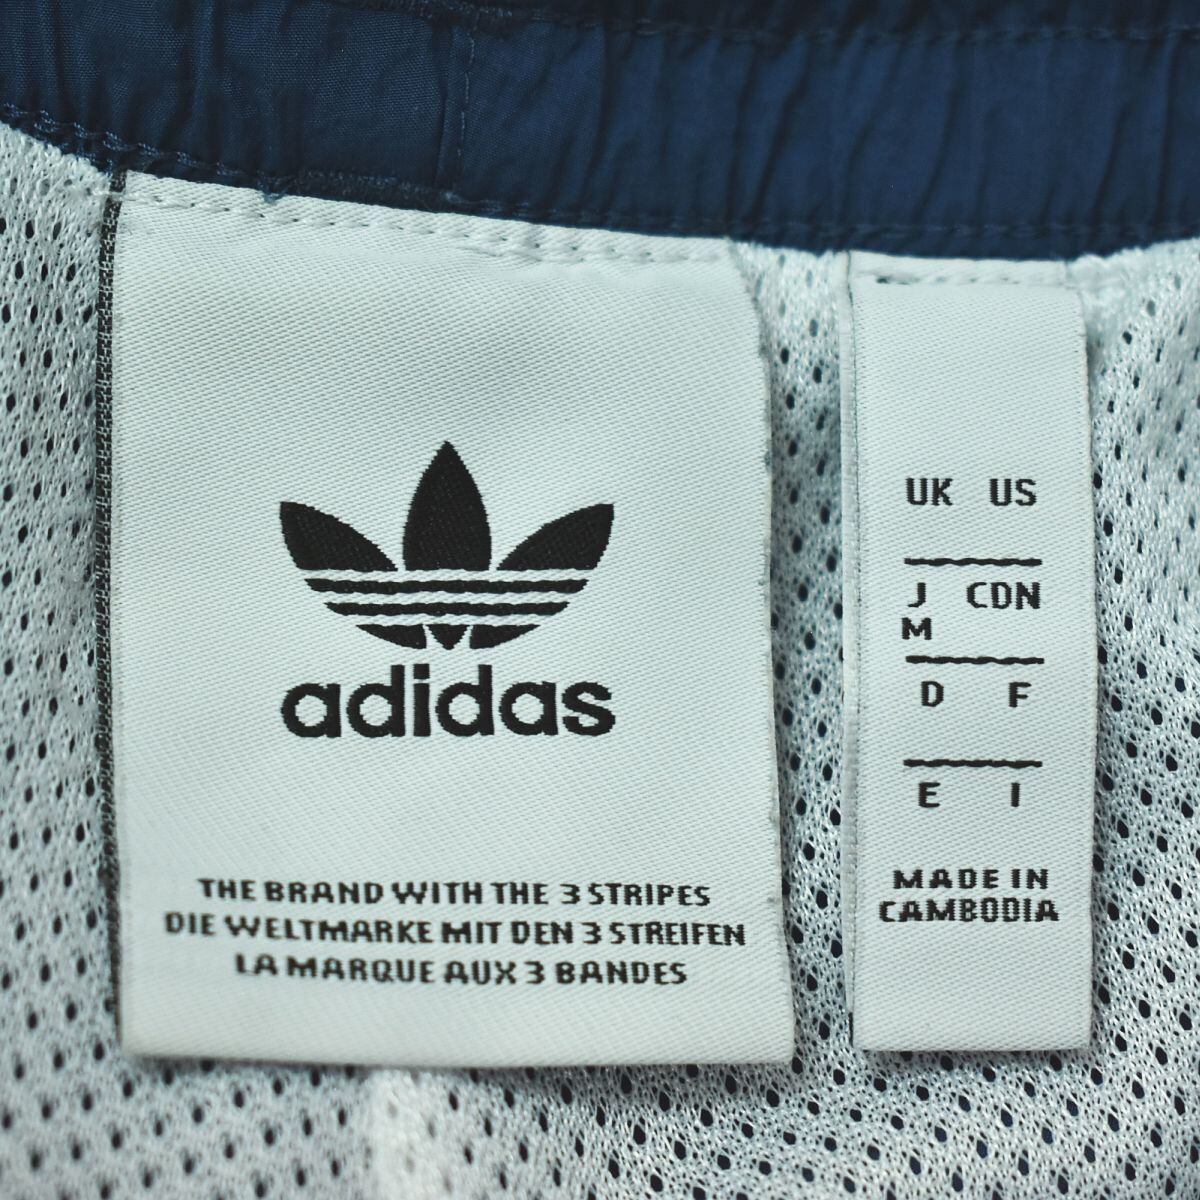 adidas
THE BRAND WITH THE 3 STRIPES
DIE WELTMARKE MIT DEN 3 STREIFEN
LA MARQUE AUX 3 BANDES
UK US
J CDN
M
D F
E I
MADE IN
CAMBODIA